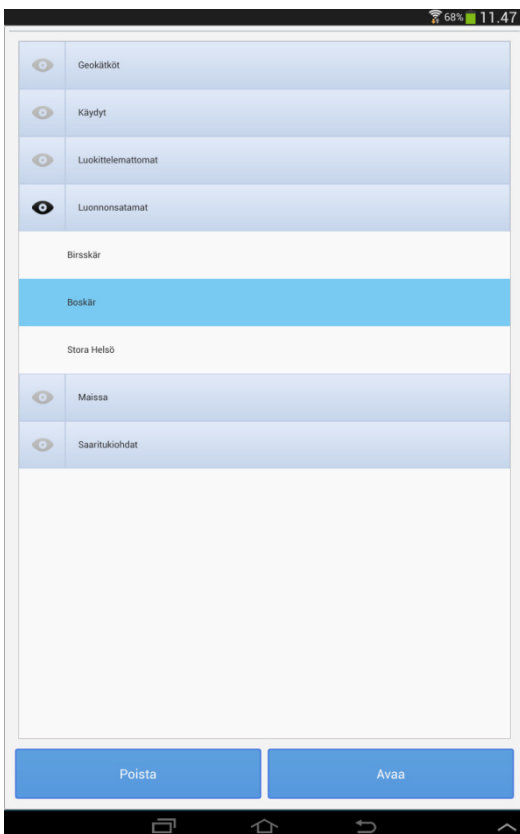 68% 11.47
Geokätköt
Käydyt
Luokittelemattomat
Luonnonsatamat
Birsskär
Boskär
Stora Helsö
Maissa
Saaritukiohdat
Poista Avaa